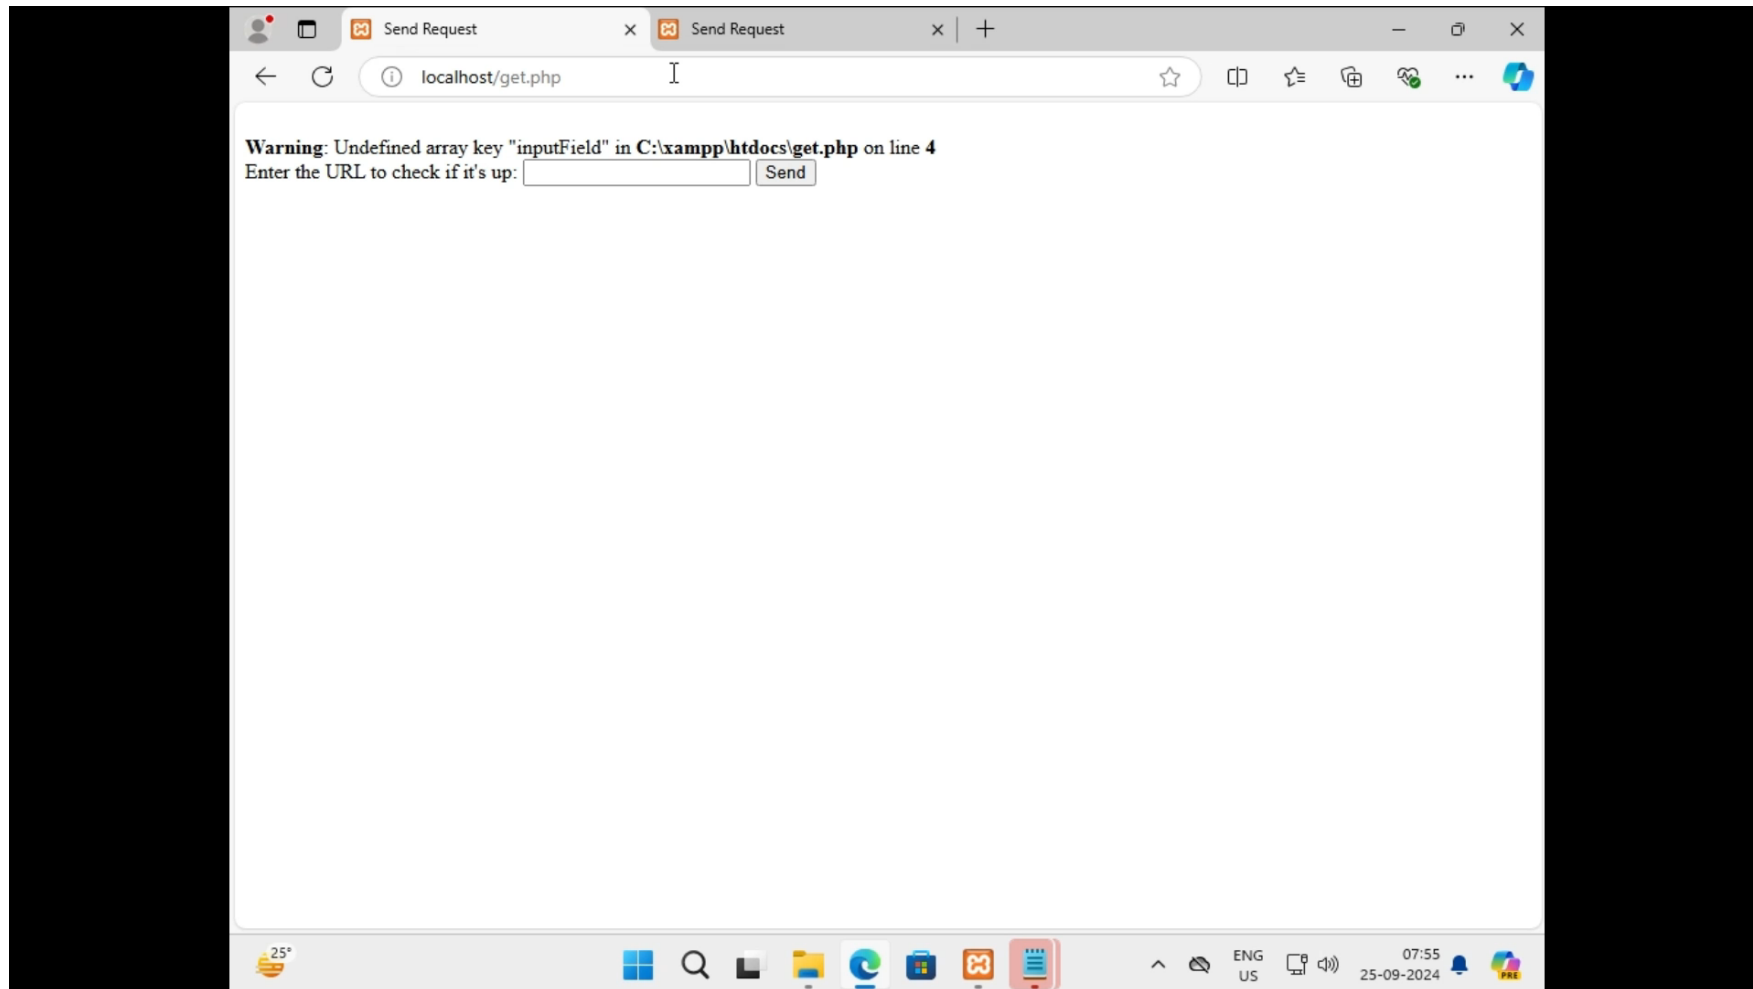 Send Request
Send Request
localhost/get.php
Warning: Undefined array key "inputField" in C:\xampp\htdocs\get.php on line 4
Enter the URL to check if it's up: Send
25°
ENG
US
07:55
25-09-2024
PRE